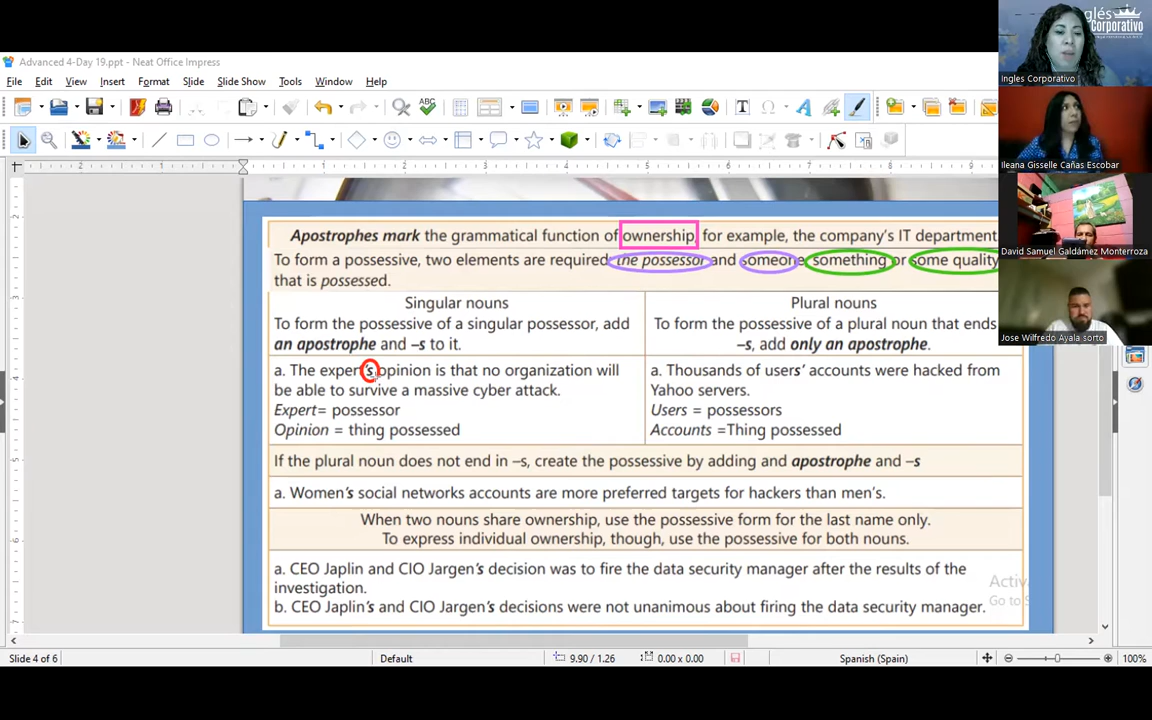 Advanced 4-Day 19.ppt - Neat Office Impress
File Edit View Insert Format Slide Slide Show Tools Window Help
Apostrophes mark the grammatical function of ownership, for example, the company's IT department
To form a possessive, two elements are required: the possessor and someone, something or some quality
that is possessed.
Singular nouns
To form the possessive of a singular possessor, add
an apostrophe and –s to it.
Plural nouns
To form the possessive of a plural noun that ends
–s, add only an apostrophe.
a. The expert's opinion is that no organization will
be able to survive a massive cyber attack.
Expert= possessor
Opinion = thing possessed
a. Thousands of users' accounts were hacked from
Yahoo servers.
Users = possessors
Accounts =Thing possessed
If the plural noun does not end in –s, create the possessive by adding and apostrophe and –s
a. Women's social networks accounts are more preferred targets for hackers than men's.
When two nouns share ownership, use the possessive form for the last name only.
To express individual ownership, though, use the possessive for both nouns.
a. CEO Japlin and CIO Jargen's decision was to fire the data security manager after the results of the
investigation.
b. CEO Japlin's and CIO Jargen's decisions were not unanimous about firing the data security manager.
Slide 4 of 6 Default 9.90 / 1.26 0.00 x 0.00 Spanish (Spain) 100%
Ingles Corporativo
Ileana Gisselle Cañas Escobar
David Samuel Galdámez Monterroza
Jose Wilfredo Ayala sorto